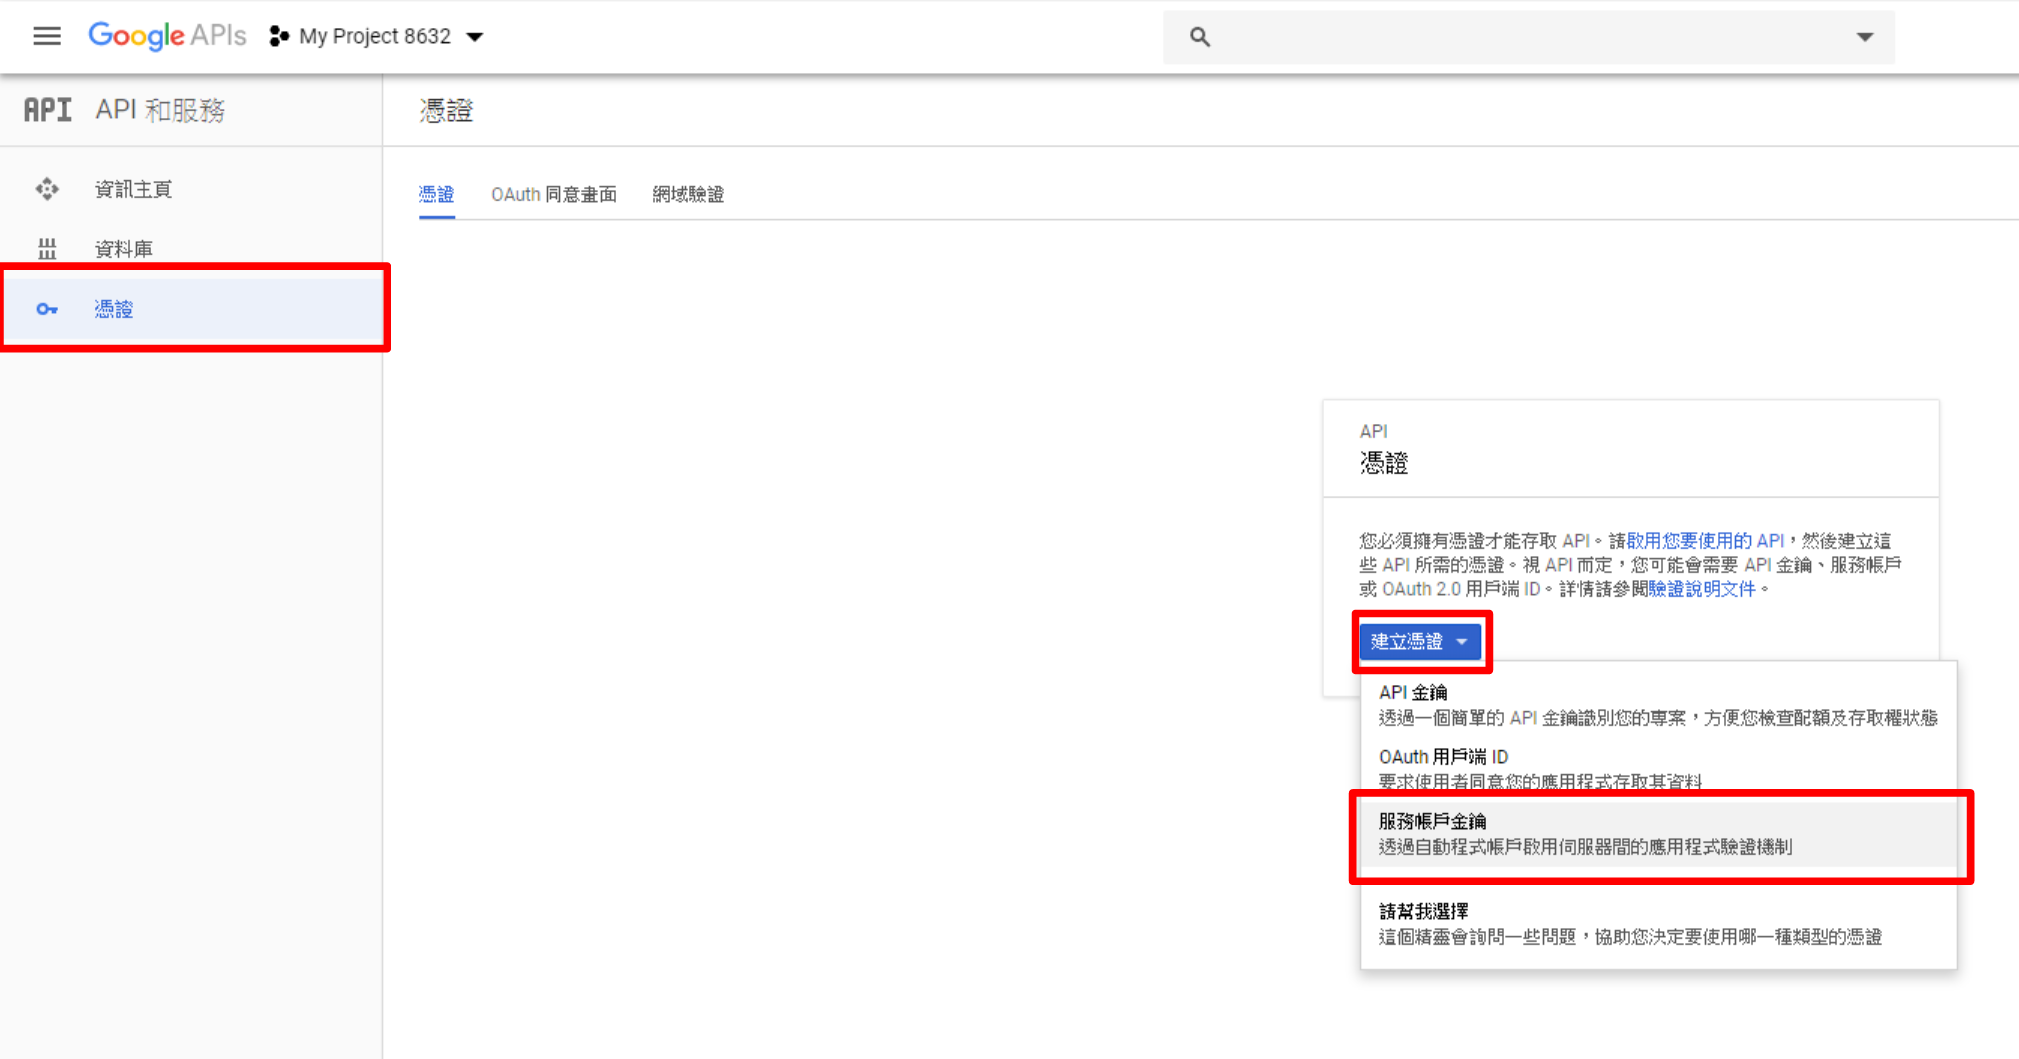 Google APIs My Project 8632
API API 和服務
憑證
資訊主頁
資料庫
憑證
憑證 OAuth 同意畫面 網域驗證
API
憑證
您必須擁有憑證才能存取 API。請啟用您要使用的 API，然後建立這
些 API 所需的憑證。視 API 而定，您可能會需要 API 金鑰、服務帳戶
或 OAuth 2.0 用戶端 ID。詳情請參閱驗證說明文件。
建立憑證
API 金鑰
透過一個簡單的 API 金鑰識別您的專案，方便您檢查配額及存取權狀態
OAuth 用戶端 ID
要求使用者同意您的應用程式存取其資料
服務帳戶金鑰
透過自動程式帳戶啟用伺服器間的應用程式驗證機制
請幫我選擇
這個精靈會詢問一些問題，協助您決定要使用哪一種類型的憑證